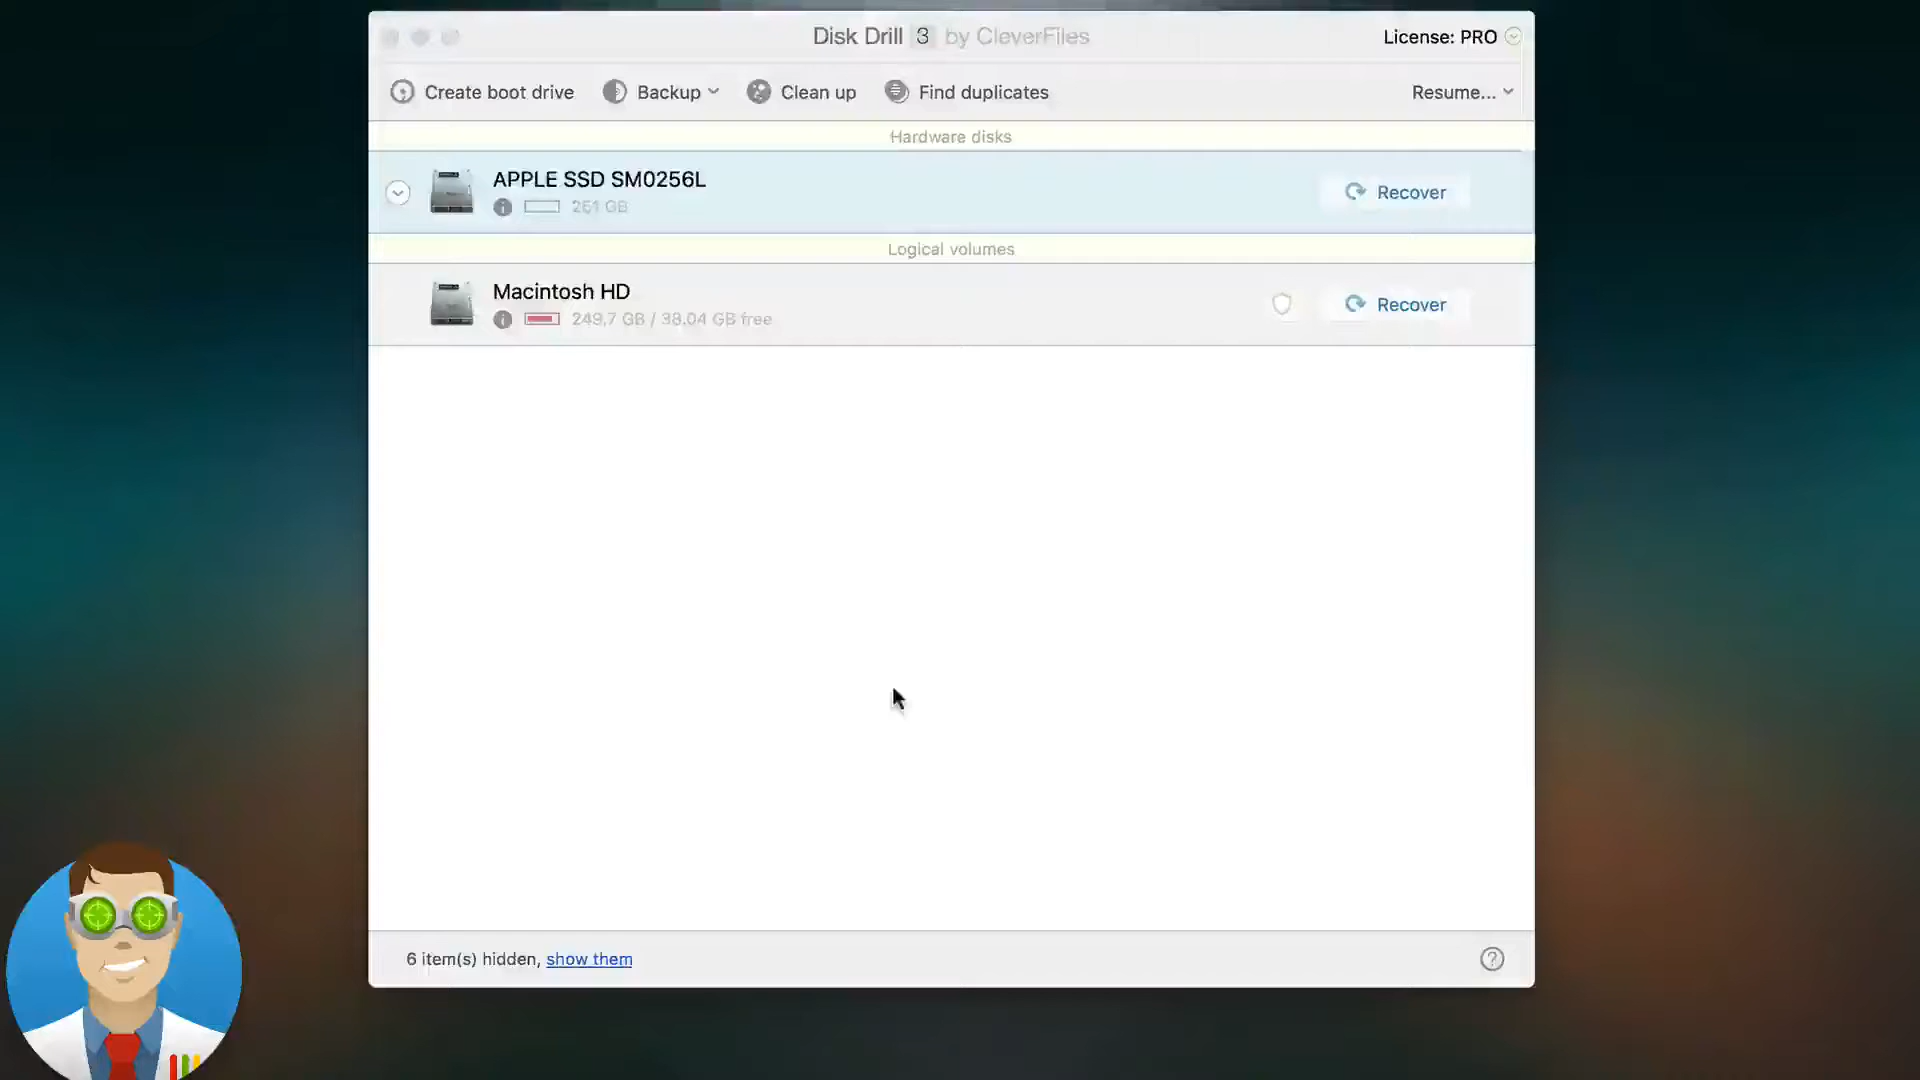 Disk Drill 3 by CleverFiles
License: PRO
Create boot drive
Backup
Clean up
Find duplicates
Resume...
Hardware disks
APPLE SSD SM0256L
251 GB
Recover
Logical volumes
Macintosh HD
249.7 GB / 38.04 GB free
Recover
6 item(s) hidden, show them